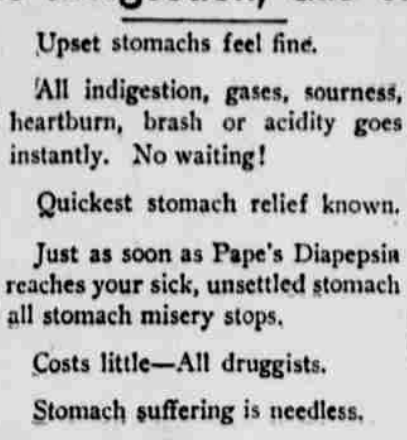 Upset stomachs feel fine.
All indigestion, gases, sourness,
heartburn, brash or acidity goes
instantly. No waiting!
Quickest stomach relief known.
Just as soon as Pape's Diapepsin
reaches your sick, unsettled stomach
all stomach misery stops.
Costs little—All druggists.
Stomach suffering is needless.